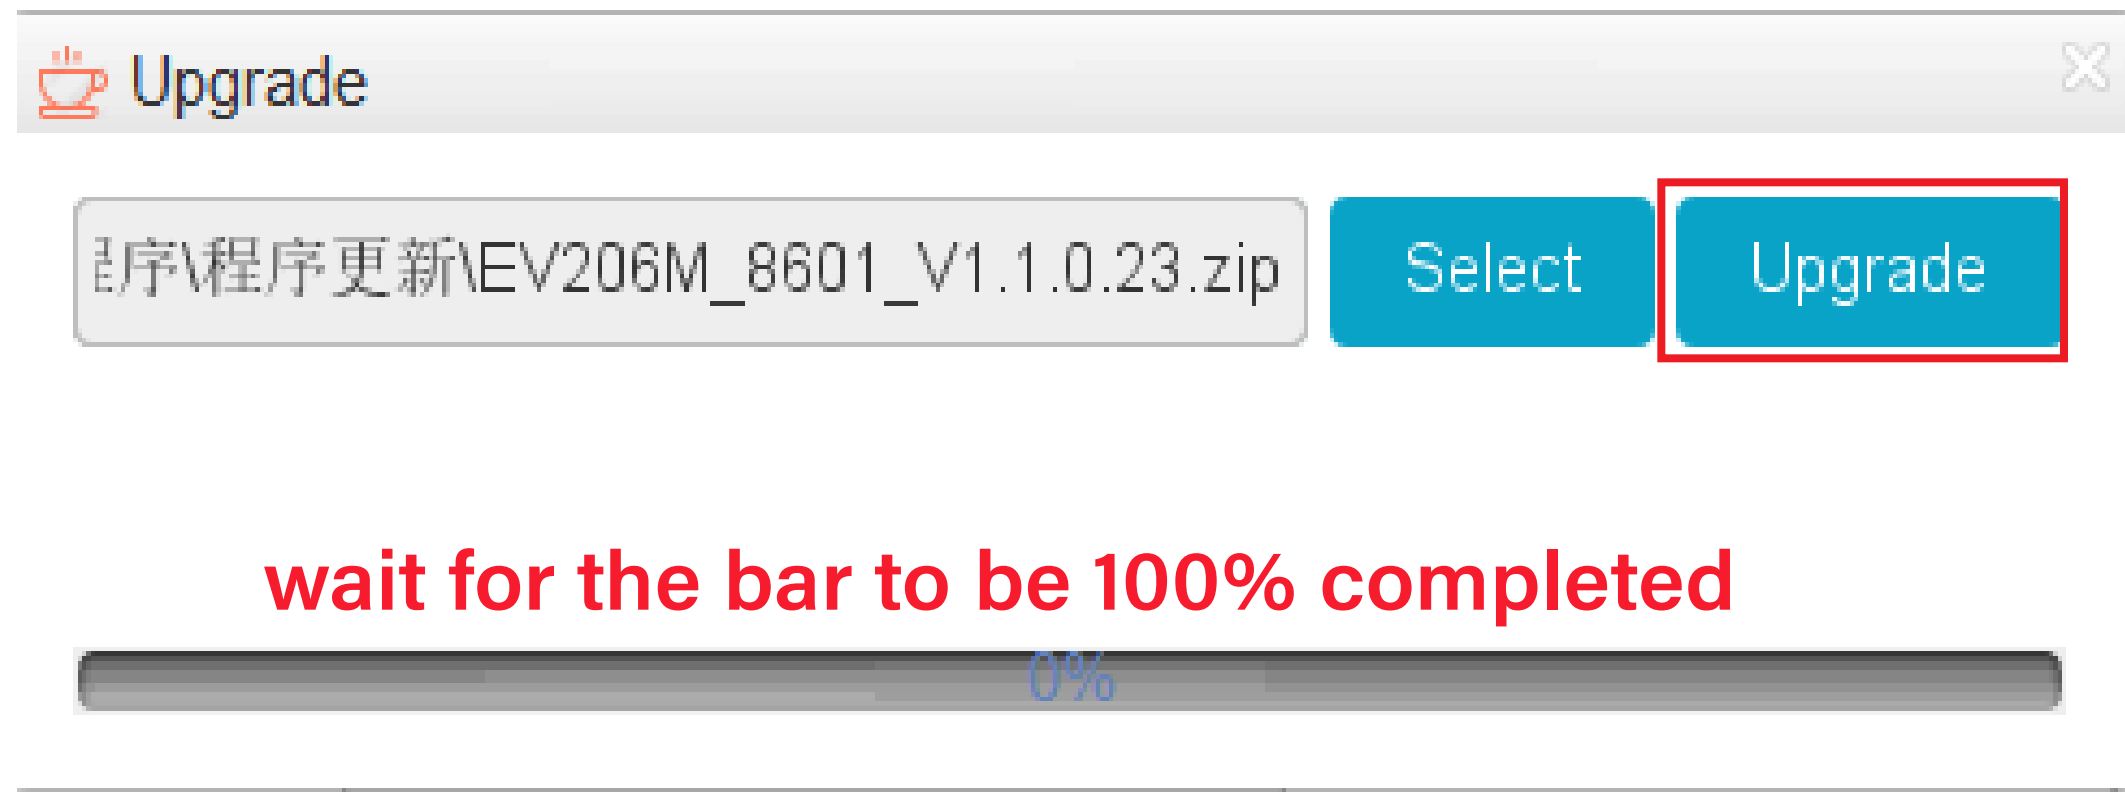 Upgrade
序\程序更新\EV206M_8601_V1.1.0.23.zip
Select
Upgrade
wait for the bar to be 100% completed
0%